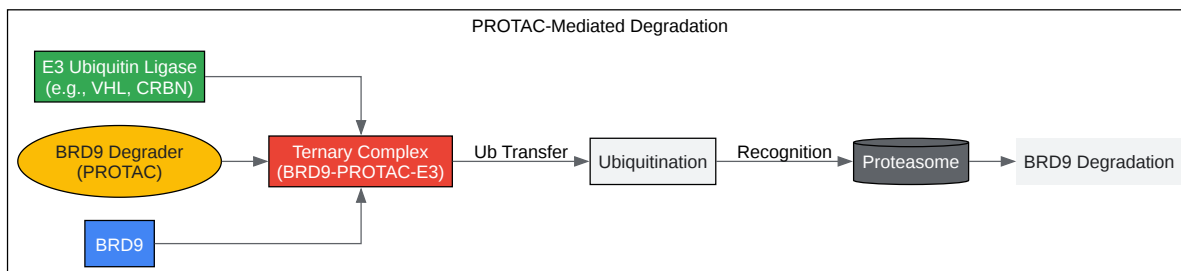 PROTAC-Mediated Degradation
E3 Ubiquitin Ligase
(e.g., VHL, CRBN)
BRD9 Degrader
(PROTAC)
BRD9
Ternary Complex
(BRD9-PROTAC-E3)
Ub Transfer
Ubiquitination
Recognition
Proteasome
BRD9 Degradation